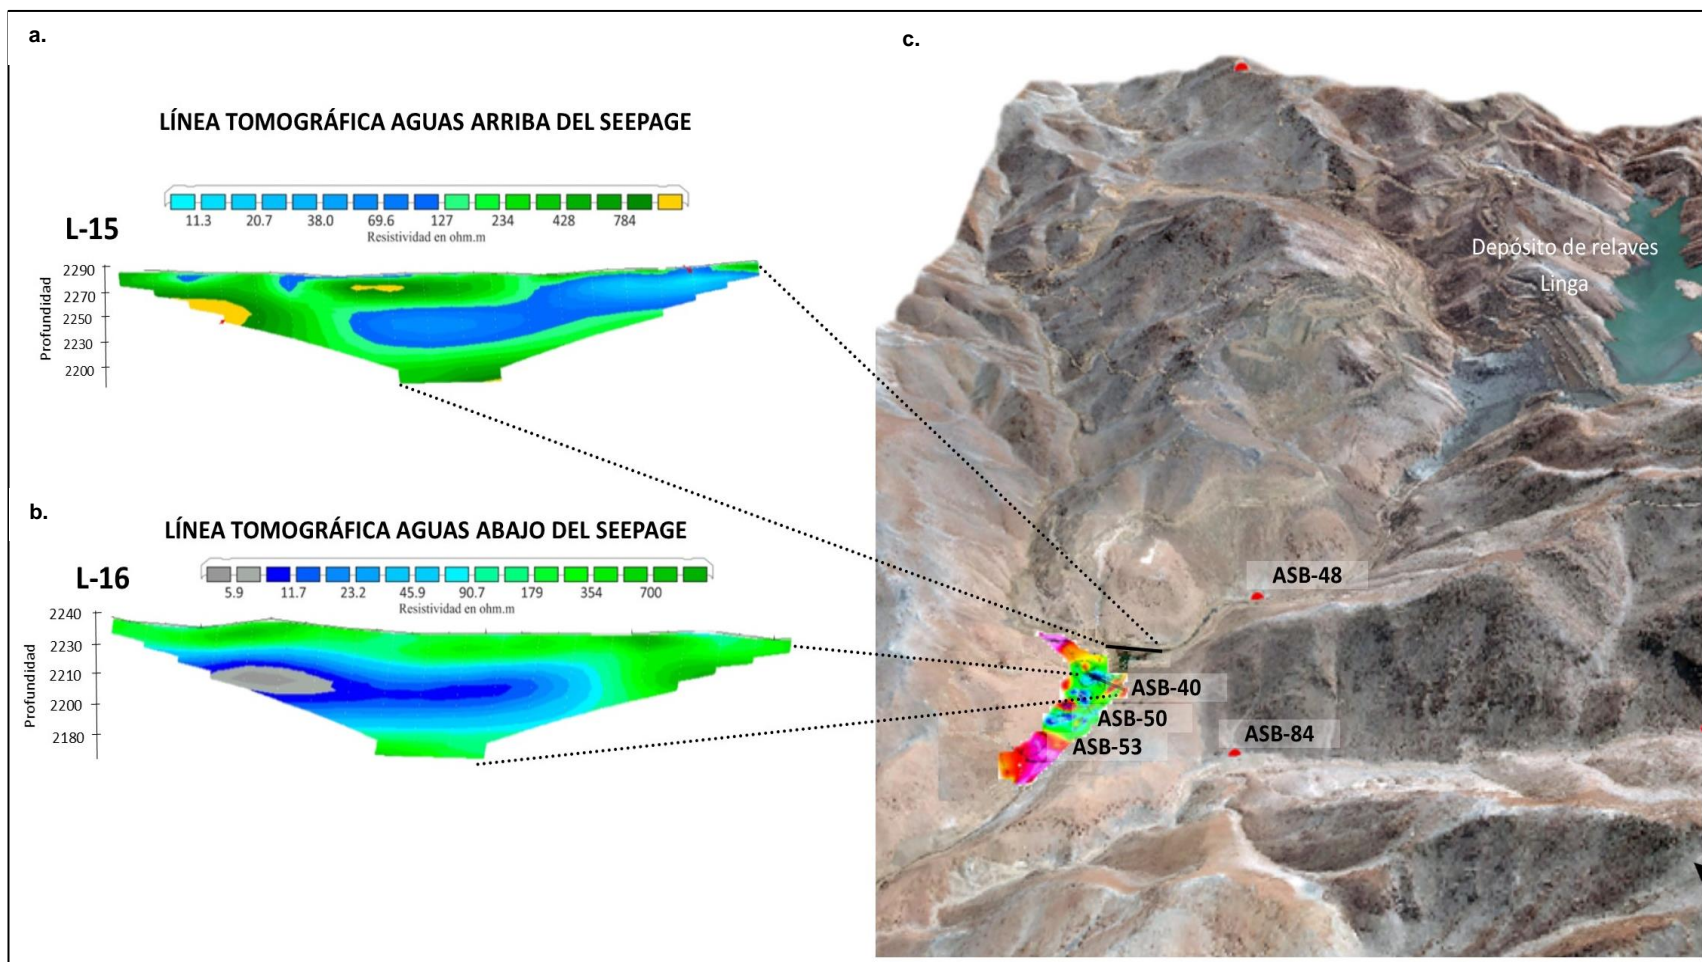 a.
LÍNEA TOMOGRÁFICA AGUAS ARRIBA DEL SEEPAGE
11.3 20.7 38.0 69.6 127 234 428 784
Resistividad en ohm.m
L-15
Profundidad
2290
2270
2250
2230
2200
b.
LÍNEA TOMOGRÁFICA AGUAS ABAJO DEL SEEPAGE
L-16
5.9 11.7 23.2 45.9 90.7 179 354 700
Resistividad en ohm.m
Profundidad
2240
2230
2210
2200
2180
c.
Depósito de relaves
Linga
ASB-48
ASB-40
ASB-50
ASB-53
ASB-84